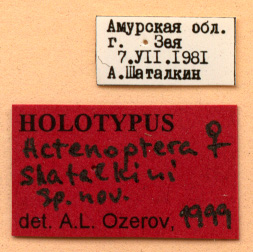 Амурская обл.
г. Зея
7.VII.1981
А.Шаталкин
HOLOTYPUS
Actenoptera ♀
shatalkini
sp. nov.
det. A.L. Ozerov, 1999